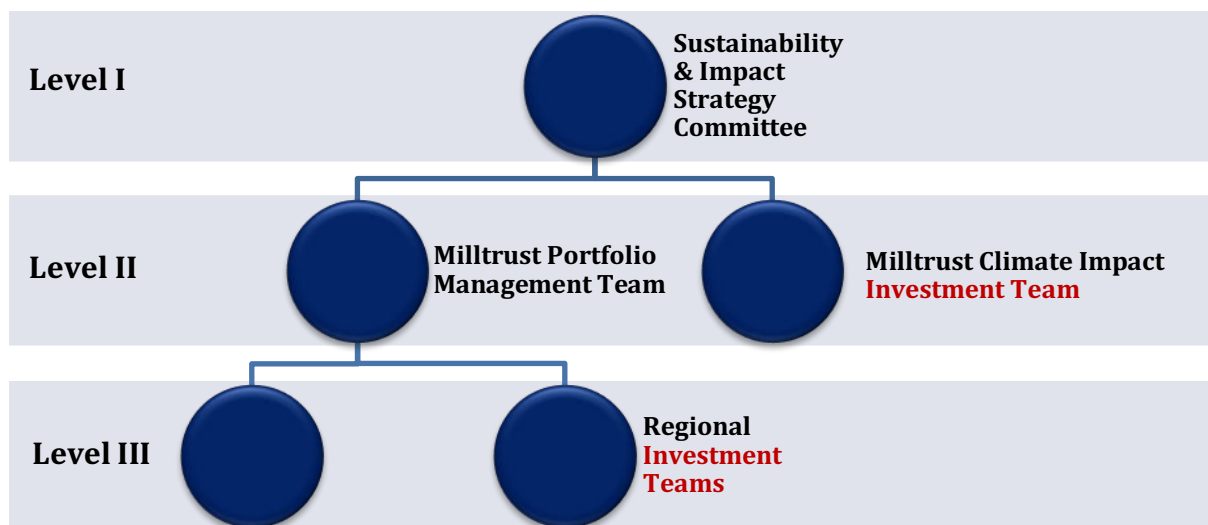 Level I
Sustainability
& Impact
Strategy
Committee
Level II
Milltrust Portfolio
Management Team
Milltrust Climate Impact
Investment Team
Level III
Regional
Investment
Teams